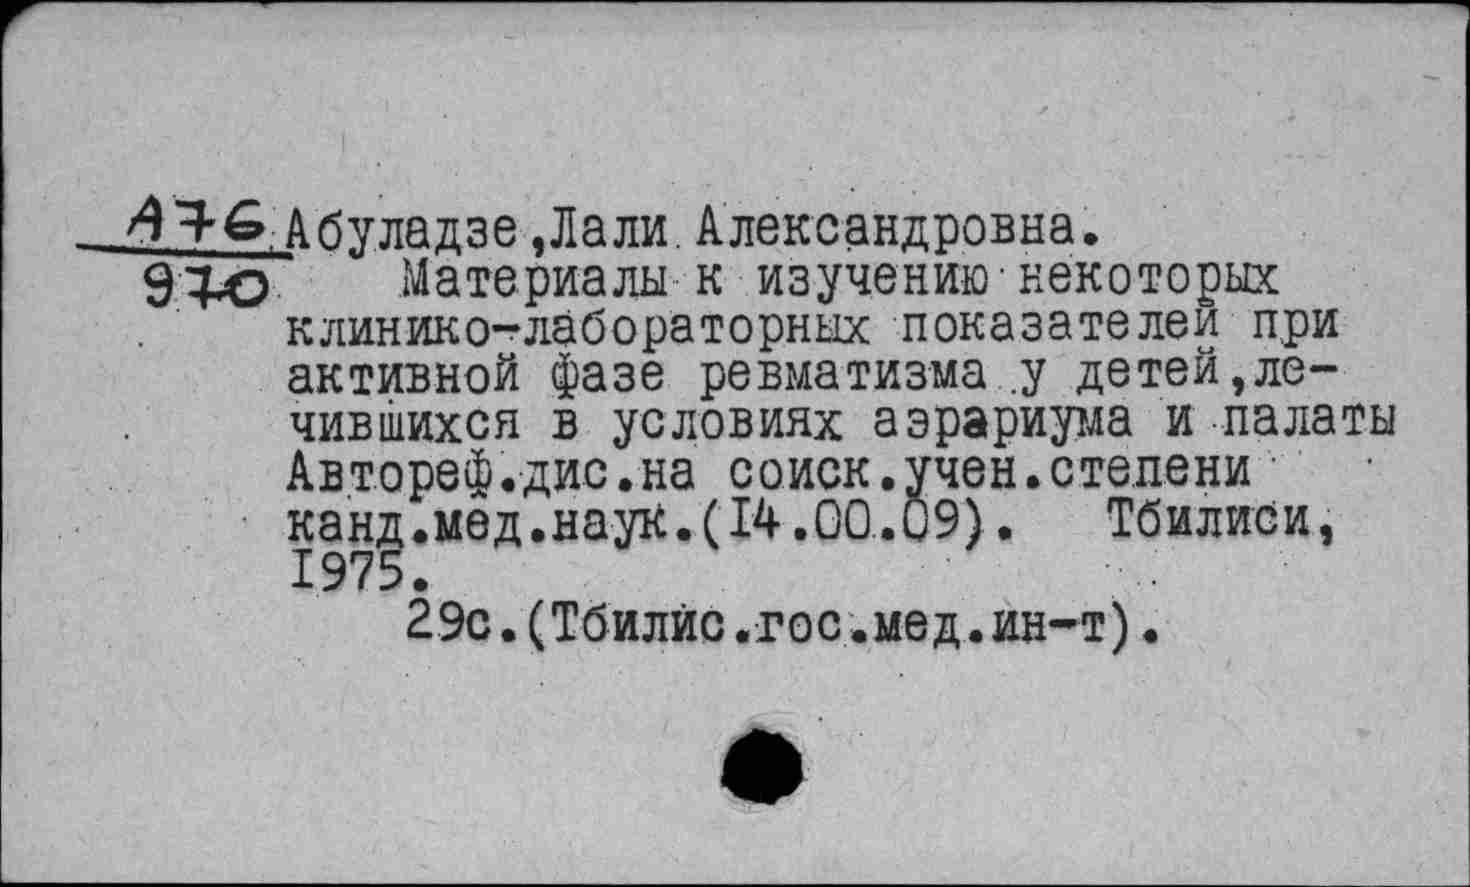 А76 Абуладзе,Лали Александровна.
970 Материалы к изучению некоторых
клинико-лабораторных показателей при
активной фазе ревматизма у детей,ле-
чившихся в условиях аэрариума и палаты
Автореф.дис.на соиск.учен.степени
канд.мед.наук.(14.00.09). Тбилиси,
1975.
29с.(Тбилис.гос.мед.ин-т).